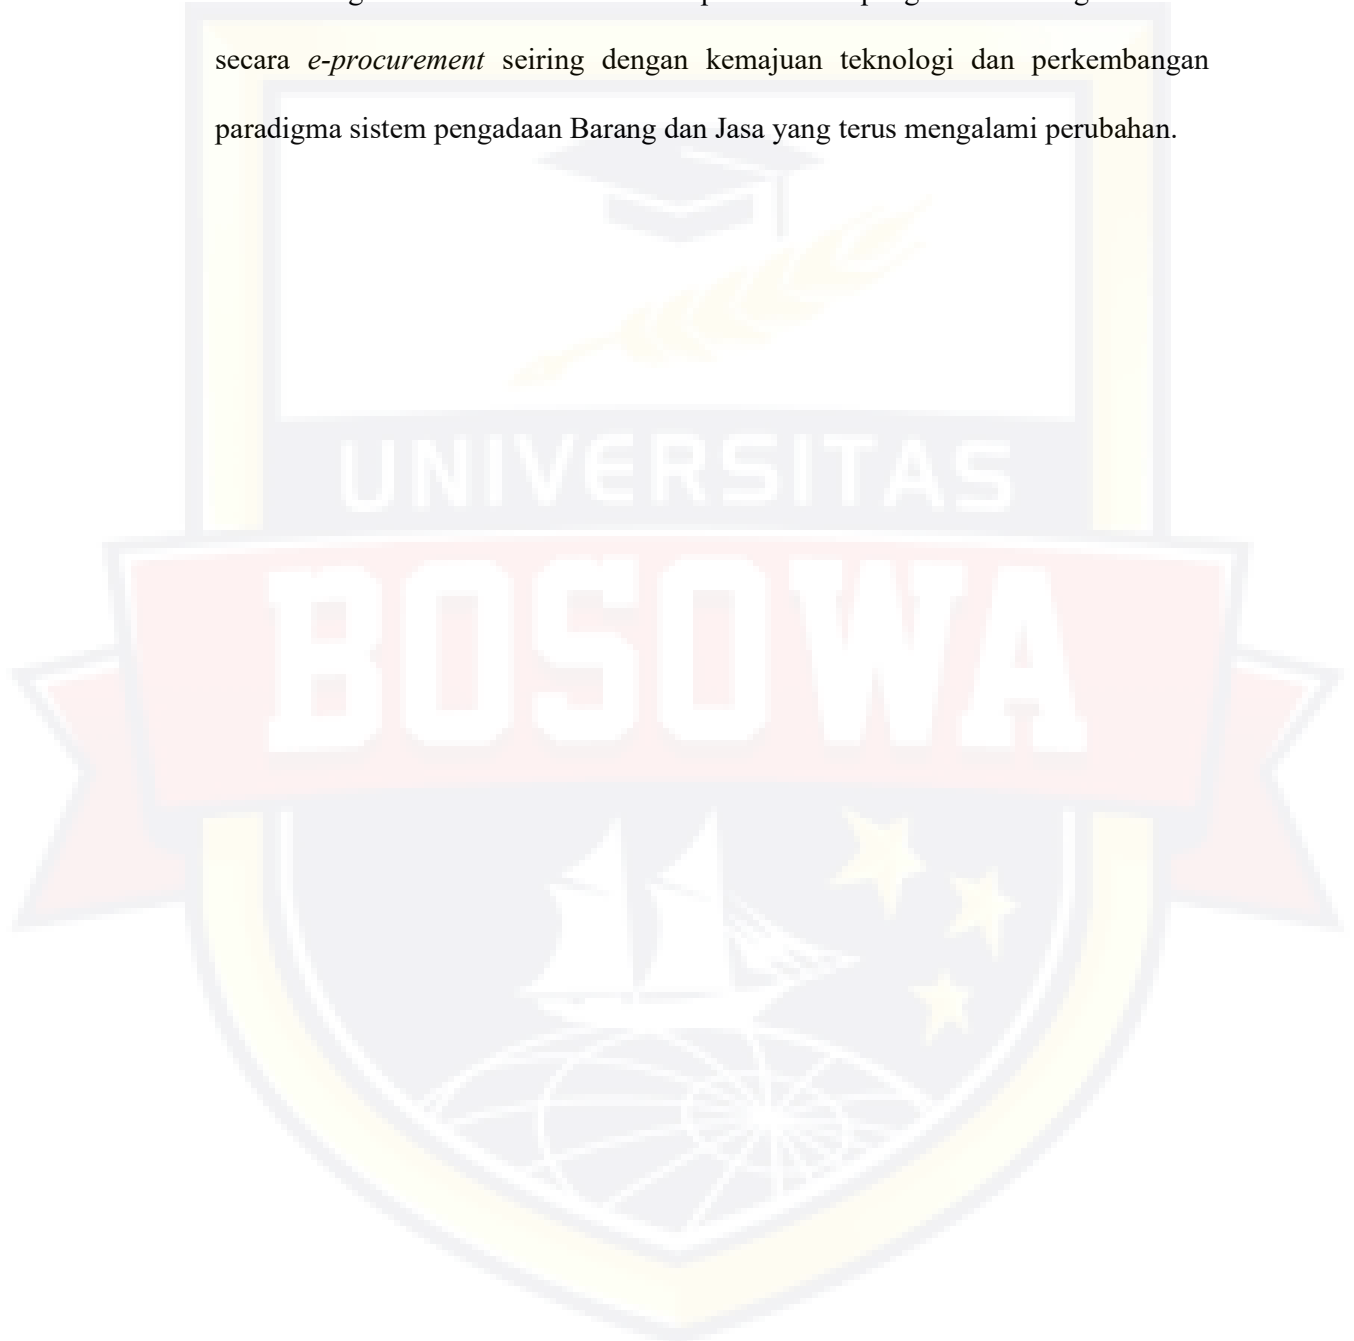 secara e-procurement seiring dengan kemajuan teknologi dan perkembangan
paradigma sistem pengadaan Barang dan Jasa yang terus mengalami perubahan.
UNIVERSITAS
BOSOWA